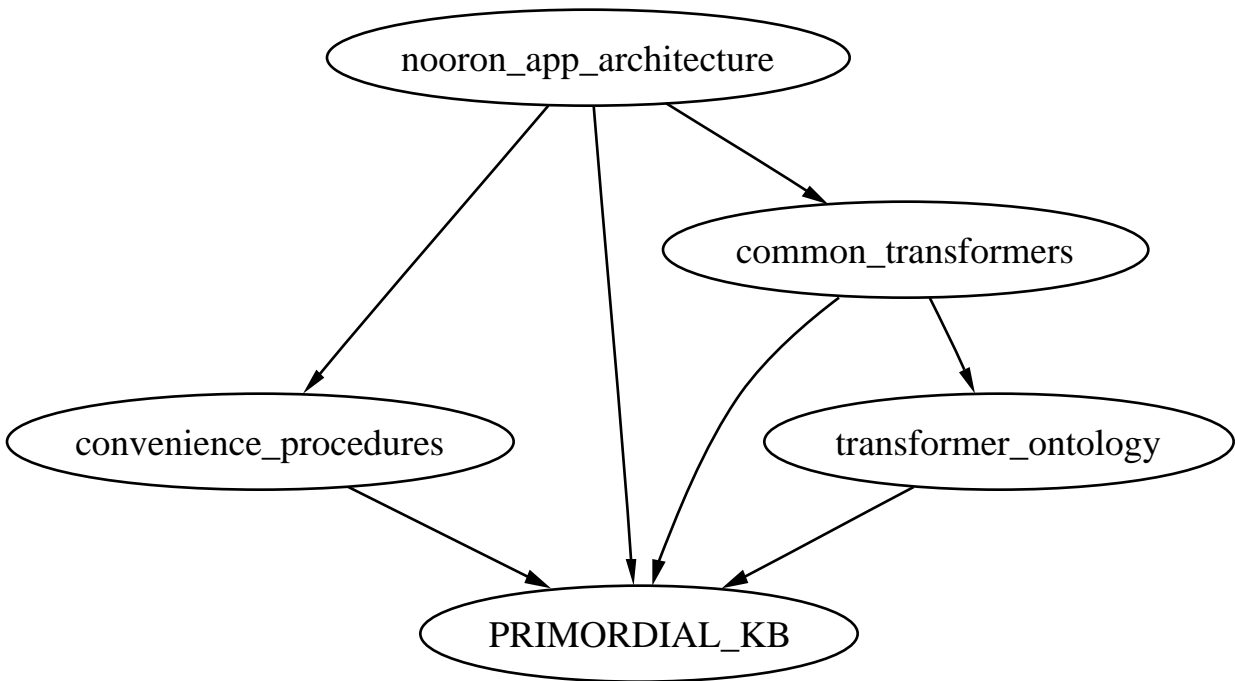 nooron_app_architecture
common_transformers
convenience_procedures
transformer_ontology
PRIMORDIAL_KB